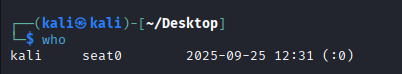 ┌──(kali㉿kali)-[~/Desktop]
└─$ who
kali     seat0        2025-09-25 12:31 (:0)